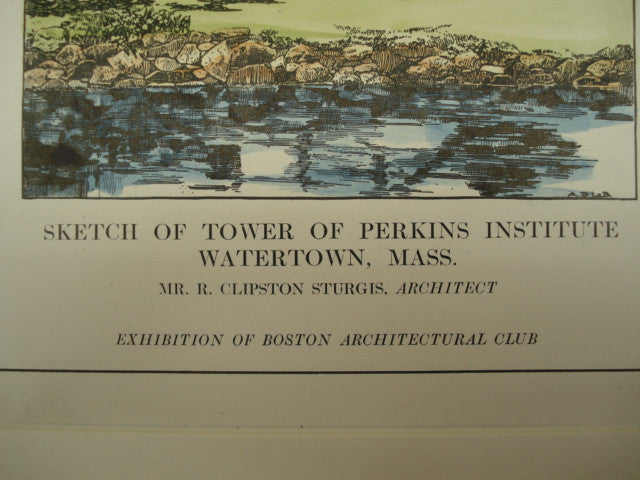 SKETCH OF TOWER OF PERKINS INSTITUTE
WATERTOWN, MASS.
MR. R. CLIPSTON STURGIS, ARCHITECT
EXHIBITION OF BOSTON ARCHITECTURAL CLUB